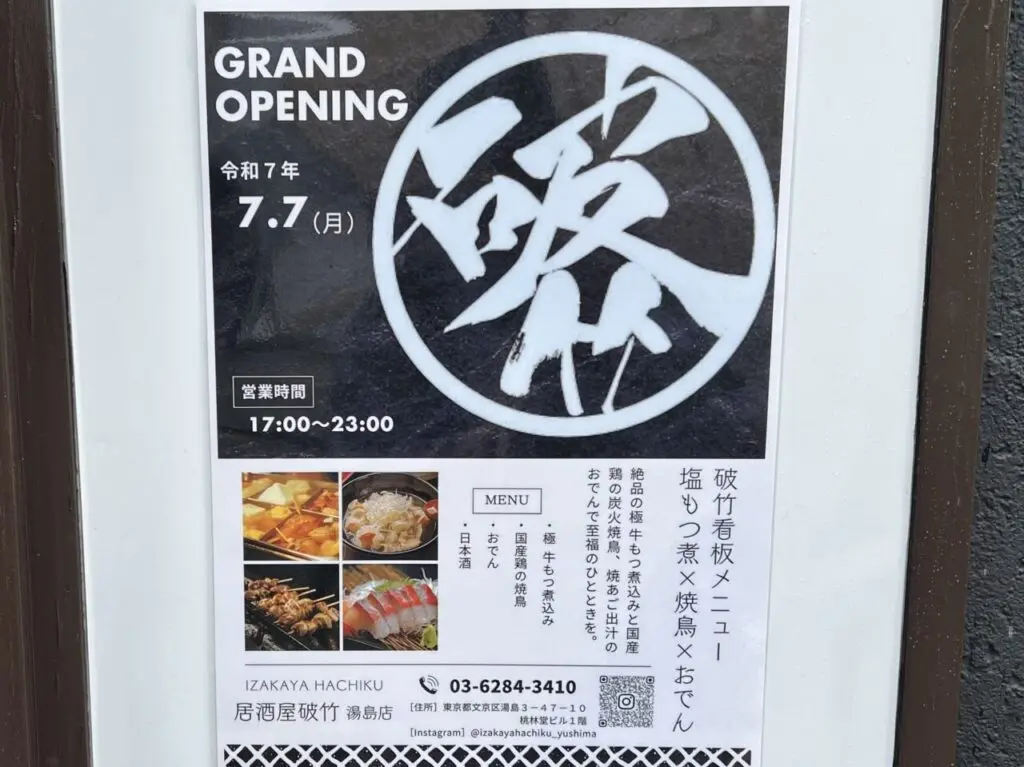 GRAND
OPENING
令和7年
7.7(月)
破竹
営業時間
17:00〜23:00
破竹看板メニュー
塩もつ煮×焼鳥×おでん
絶品の極 牛もつ煮込みと国産
鶏の炭火焼鳥、焼あご出汁の
おでんで至福のひとときを。
MENU
・極 牛もつ煮込み
・国産鶏の焼鳥
・おでん
・日本酒
IZAKAYA HACHIKU
居酒屋破竹 湯島店
03-6284-3410
[住所] 東京都文京区湯島3-47-10
桃林堂ビル1階
[Instagram] @izakayahachiku_yushima